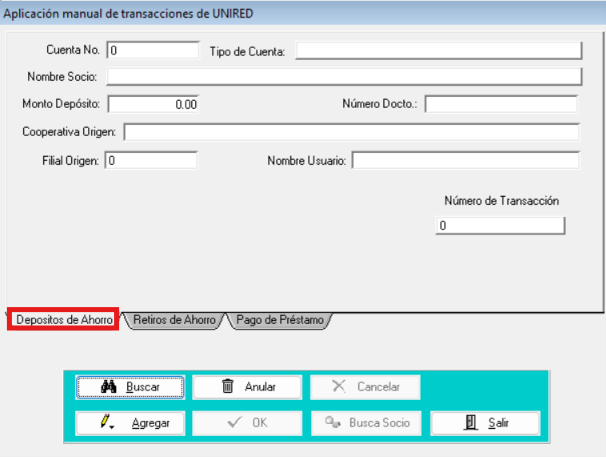 Aplicación manual de transacciones de UNIRED
Cuenta No. 0 Tipo de Cuenta:
Nombre Socio:
Monto Depósito: 0.00 Número Docto.:
Cooperativa Origen:
Filial Origen: 0 Nombre Usuario:
Número de Transacción
0
Depositos de Ahorro Retiros de Ahorro Pago de Préstamo
Buscar Anular Cancelar
Agregar OK Busca Socio Salir